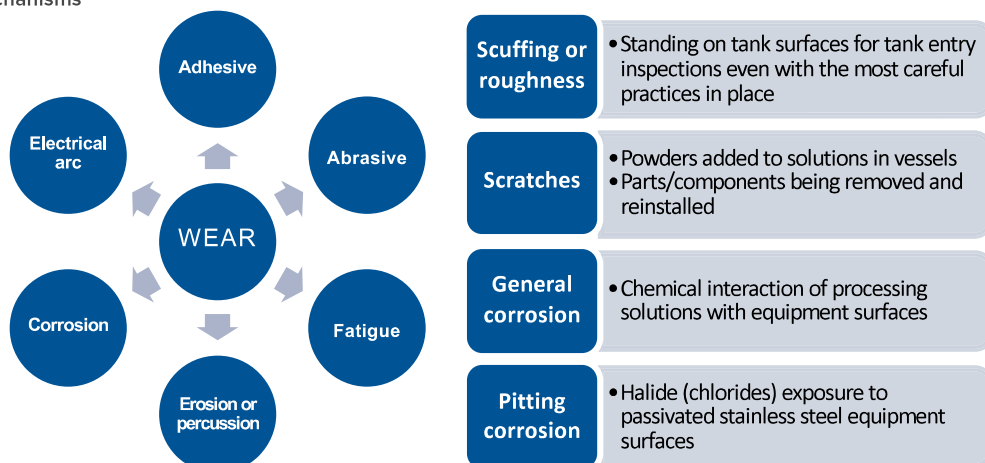 Adhesive
Electrical
arc
Abrasive
WEAR
Corrosion
Fatigue
Erosion or
percussion
Scuffing or
roughness
•Standing on tank surfaces for tank entry
inspections even with the most careful
practices in place
Scratches
•Powders added to solutions in vessels
•Parts/components being removed and
reinstalled
General
corrosion
•Chemical interaction of processing
solutions with equipment surfaces
Pitting
corrosion
•Halide (chlorides) exposure to
passivated stainless steel equipment
surfaces